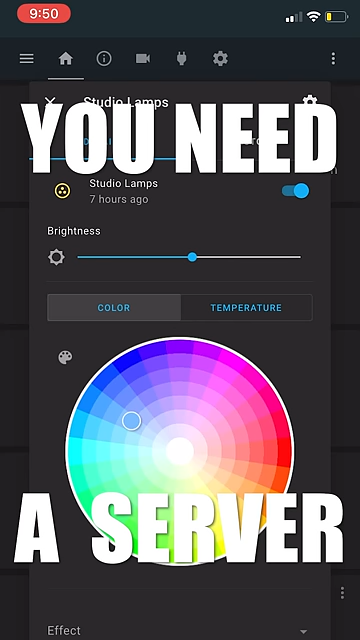 9:50
Studio Lamps
YOU NEED
Studio Lamps
7 hours ago
Brightness
COLOR
TEMPERATURE
A SERVER
Effect